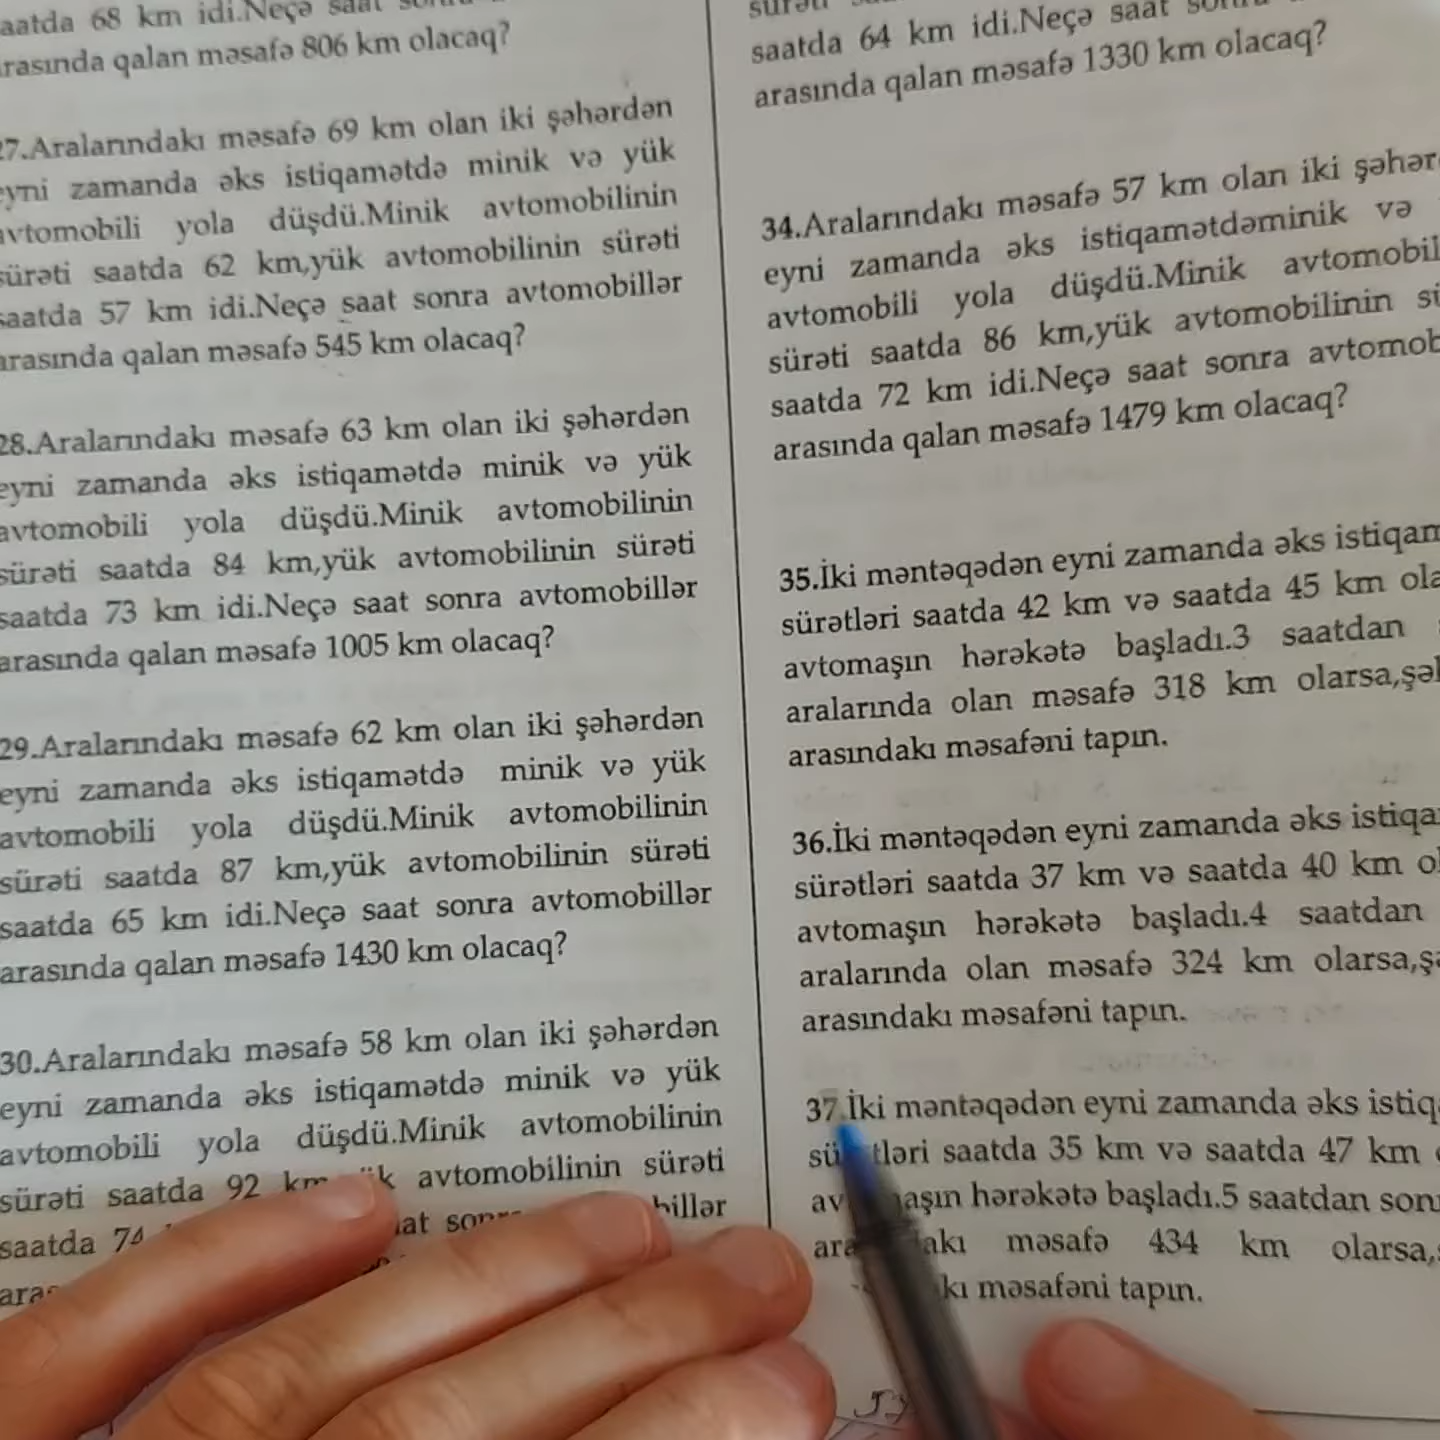 68 km idi.Neçə saat
qalan məsafə 806 km olacaq?
27.Aralarındakı məsafə 69 km olan iki şəhərdən
eyni zamanda əks istiqamətdə minik və yük
avtomobili yola düşdü.Minik avtomobilinin
sürəti saatda 62 km,yük avtomobilinin sürəti
saatda 57 km idi.Neçə saat sonra avtomobillər
arasında qalan məsafə 545 km olacaq?
28.Aralarındakı məsafə 63 km olan iki şəhərdən
eyni zamanda əks istiqamətdə minik və yük
avtomobili yola düşdü.Minik avtomobilinin
sürəti saatda 84 km,yük avtomobilinin sürəti
saatda 73 km idi.Neçə saat sonra avtomobillər
arasında qalan məsafə 1005 km olacaq?
29.Aralarındakı məsafə 62 km olan iki şəhərdən
eyni zamanda əks istiqamətdə minik və yük
avtomobili yola düşdü.Minik avtomobilinin
sürəti saatda 87 km,yük avtomobilinin sürəti
saatda 65 km idi.Neçə saat sonra avtomobillər
arasında qalan məsafə 1430 km olacaq?
30.Aralarındakı məsafə 58 km olan iki şəhərdən
eyni zamanda əks istiqamətdə minik və yük
avtomobili yola düşdü.Minik avtomobilinin
sürəti saatda 92 km avtomobilinin sürəti
saatda 74
saatda 64 km idi.Neçə saat
arasında qalan məsafə 1330 km olacaq?
34.Aralarındakı məsafə 57 km olan iki
eyni zamanda əks istiqamətdəminik və
avtomobili yola düşdü.Minik
sürəti saatda 86 km,yük avtomobilinin
saatda 72 km idi.Neçə saat sonra
arasında qalan məsafə 1479 km olacaq?
35.İki məntəqədən eyni zamanda əks
sürətləri saatda 42 km və saatda 45 km
avtomaşın hərəkətə başladı.3 saatdan
aralarında olan məsafə 318 km
arasındakı məsafəni tapın.
36.İki məntəqədən eyni zamanda əks
sürətləri saatda 37 km və saatda 40 km
avtomaşın hərəkətə başladı.4 saatdan
aralarında olan məsafə 324 km
arasındakı məsafəni tapın.
37.İki məntəqədən eyni zamanda əks
saatda 35 km və saatda 47 km
hərəkətə başladı.5 saatdan
məsafə 434 km
məsafəni tapın.